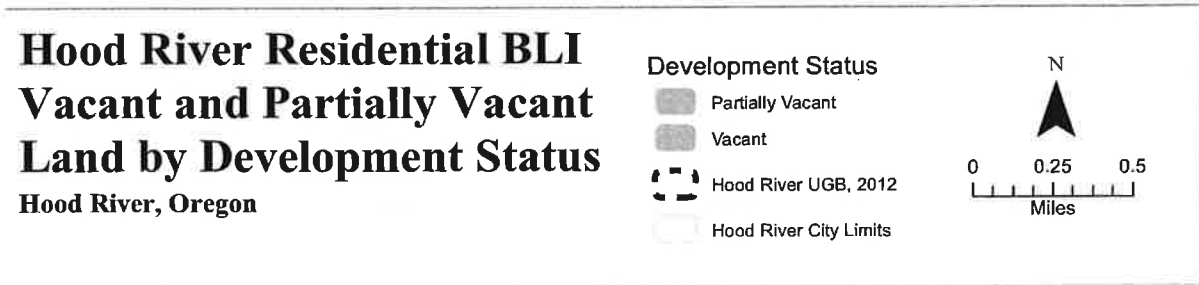 Hood River Residential BLI
Vacant and Partially Vacant
Land by Development Status
Hood River, Oregon
Development Status
Partially Vacant
Vacant
Hood River UGB, 2012
Hood River City Limits
N
0 0.25 0.5
Miles